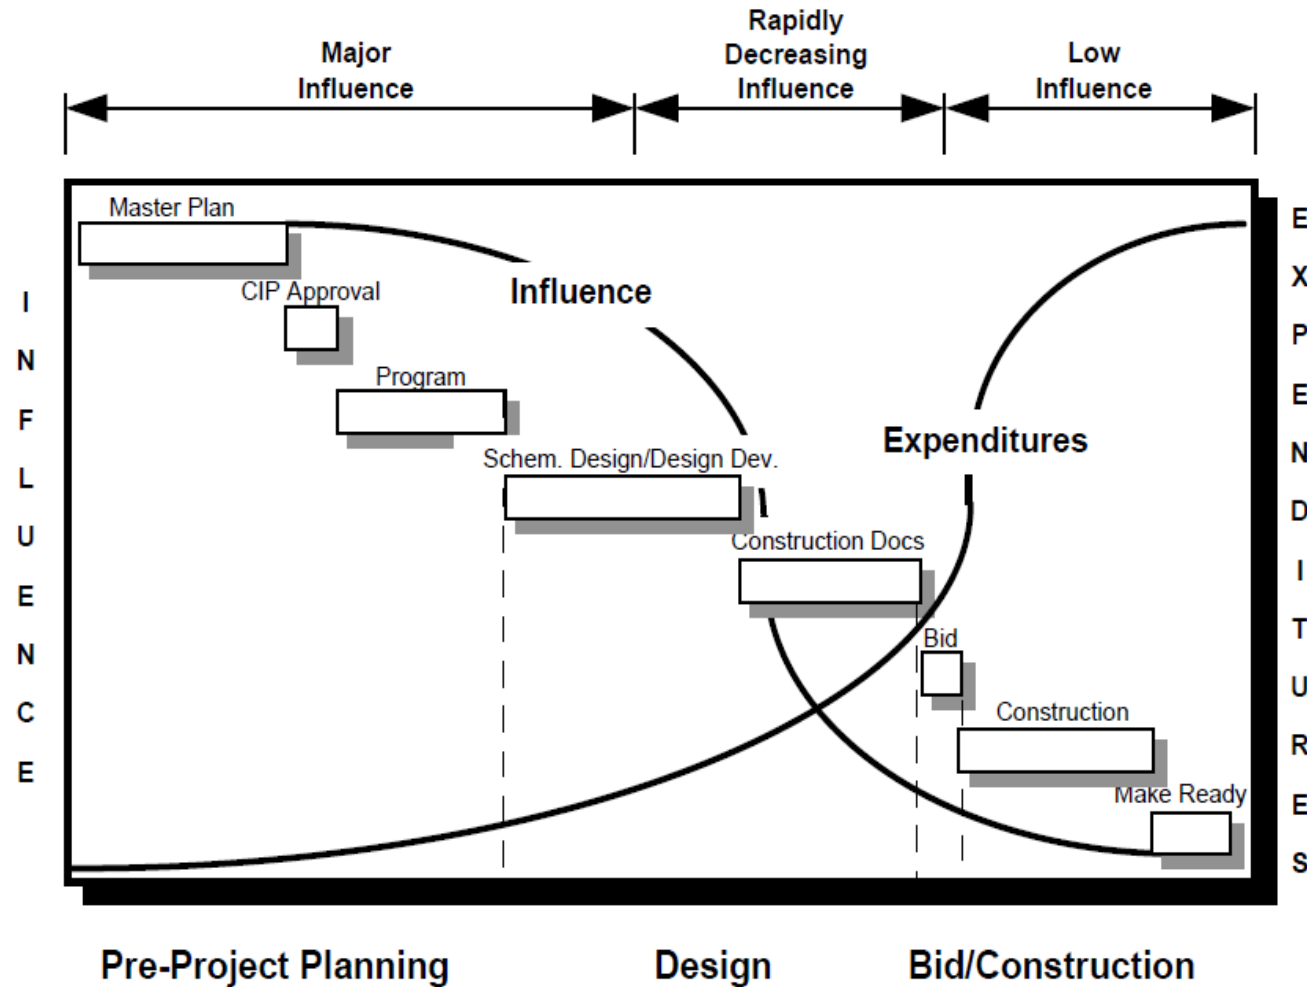 Major
Influence
Rapidly
Decreasing
Influence
Low
Influence
Master Plan
CIP Approval
Influence
Program
Expenditures
Schem. Design/Design Dev.
Construction Docs
Bid
Construction
Make Ready
INFLUENCE
EXPENDITURES
Pre-Project Planning
Design
Bid/Construction